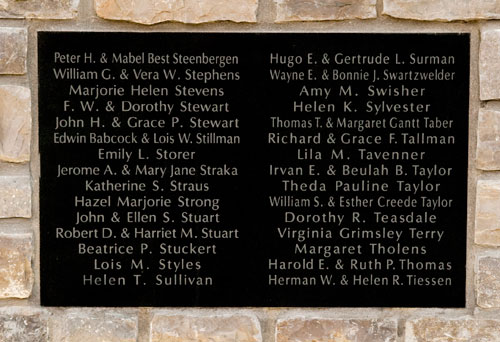 Peter H. & Mabel Best Steenbergen
William G. & Vera W. Stephens
Marjorie Helen Stevens
F. W. & Dorothy Stewart
John H. & Grace P. Stewart
Edwin Babcock & Lois W. Stillman
Emily L. Storer
Jerome A. & Mary Jane Straka
Katherine S. Straus
Hazel Marjorie Strong
John & Ellen S. Stuart
Robert D. & Harriet M. Stuart
Beatrice P. Stuckert
Lois M. Styles
Helen T. Sullivan
Hugo E. & Gertrude L. Surman
Wayne E. & Bonnie J. Swartzwelder
Amy M. Swisher
Helen K. Sylvester
Thomas T. & Margaret Gantt Taber
Richard & Grace F. Tallman
Lila M. Tavenner
Irvan E. & Beulah B. Taylor
Theda Pauline Taylor
William S. & Esther Creede Taylor
Dorothy R. Teasdale
Virginia Grimsley Terry
Margaret Tholens
Harold E. & Ruth P. Thomas
Herman W. & Helen R. Tiessen